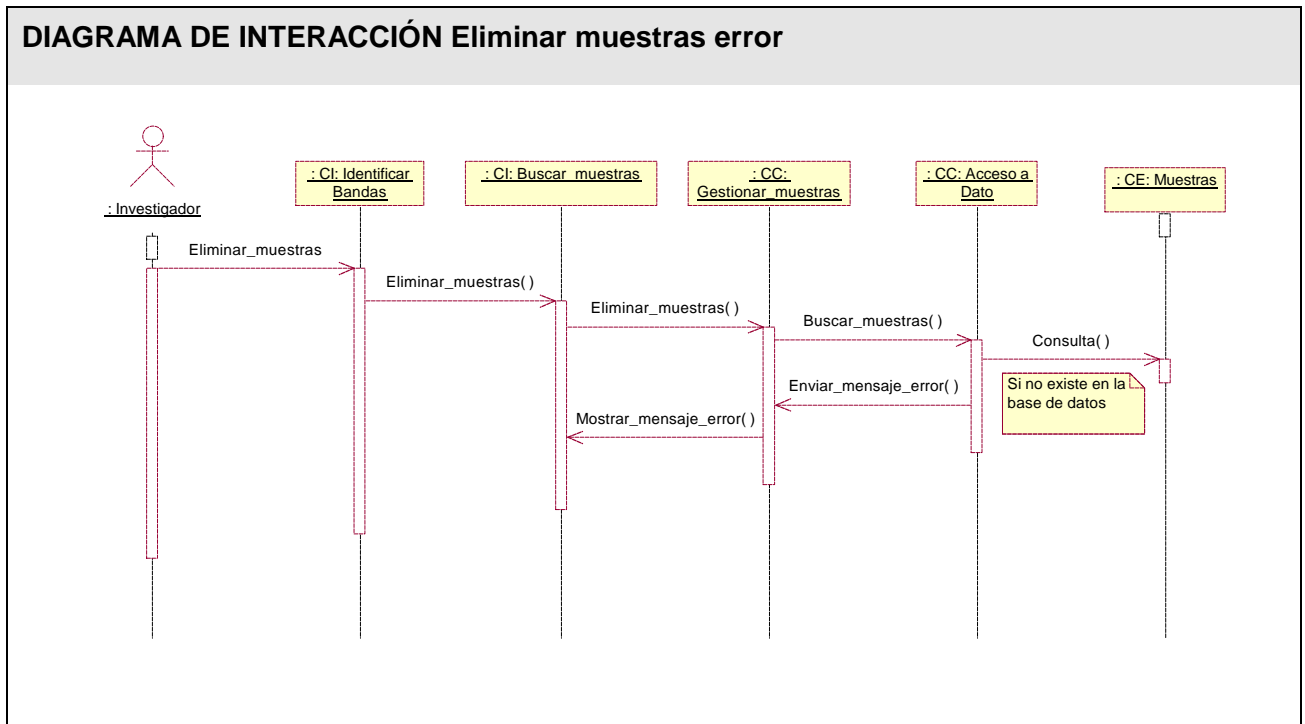 DIAGRAMA DE INTERACCIÓN Eliminar muestras error
: Investigador
: CI: Identificar
Bandas
: CI: Buscar_muestras
: CC:
Gestionar_muestras
: CC: Acceso a
Dato
: CE: Muestras
Eliminar_muestras
Eliminar_muestras( )
Eliminar_muestras( )
Buscar_muestras( )
Consulta( )
Si no existe en la
base de datos
Enviar_mensaje_error( )
Mostrar_mensaje_error( )